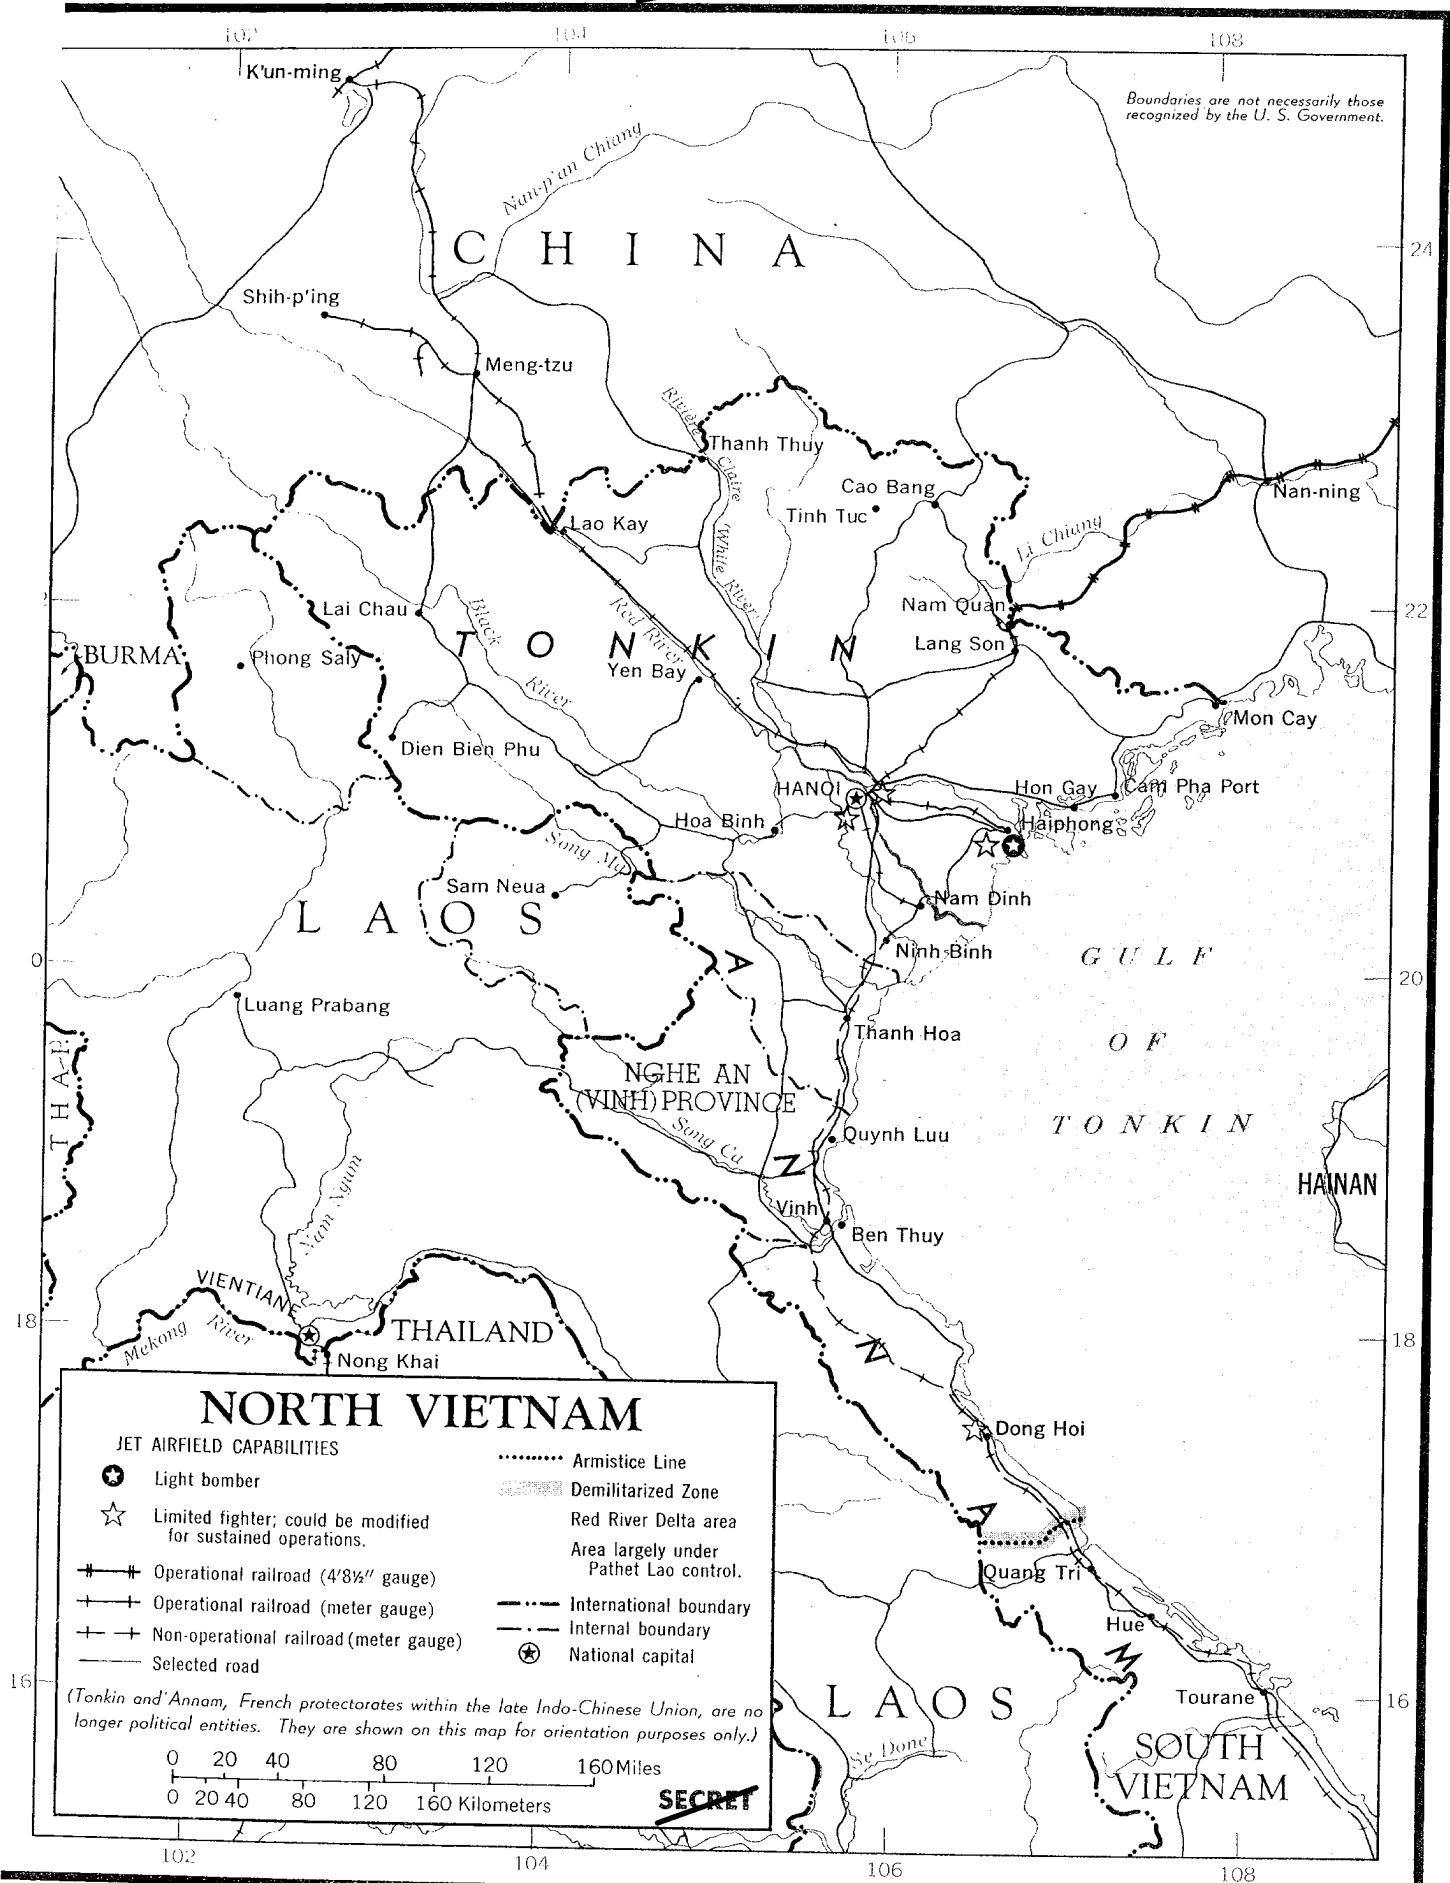 102
104
106
108
K'un-ming
Boundaries are not necessarily those
recognized by the U. S. Government.
Nan-p'an Chiang
CHINA
24
Shih-p'ing
Meng-tzu
Rivière Claire
Thanh Thuy
Cao Bang
Tinh Tuc
Nan-ning
Lao Kay
Li Chiang
White River
Lai Chau
Black River
Red River
Nam Quan
22
TONKIN
Lang Son
BURMA
Phong Saly
Yen Bay
Mon Cay
Dien Bien Phu
HANOI
Hon Gay
Cam Pha Port
Hoa Binh
Haiphong
Song Ma
Sam Neua
Nam Dinh
LAOS
Ninh Binh
GULF
OF
TONKIN
0
20
Luang Prabang
Thanh Hoa
THAI.
NGHE AN
(VINH) PROVINCE
Song Ca
Quynh Luu
HAINAN
Nam Ngum
Vinh
Ben Thuy
VIENTIANE
18
18
Mekong River
THAILAND
Nong Khai
ANNAM
Dong Hoi
Quang Tri
Hue
Tourane
16
16
LAOS
Se Done
SOUTH
VIETNAM
NORTH VIETNAM
JET AIRFIELD CAPABILITIES
Light bomber
Limited fighter; could be modified
for sustained operations.
Operational railroad (4'8½" gauge)
Operational railroad (meter gauge)
Non-operational railroad (meter gauge)
Selected road
Armistice Line
Demilitarized Zone
Red River Delta area
Area largely under
Pathet Lao control.
International boundary
Internal boundary
National capital
(Tonkin and Annam, French protectorates within the late Indo-Chinese Union, are no
longer political entities. They are shown on this map for orientation purposes only.)
0 20 40 80 120 160 Miles
0 20 40 80 120 160 Kilometers
SECRET
102
104
106
108